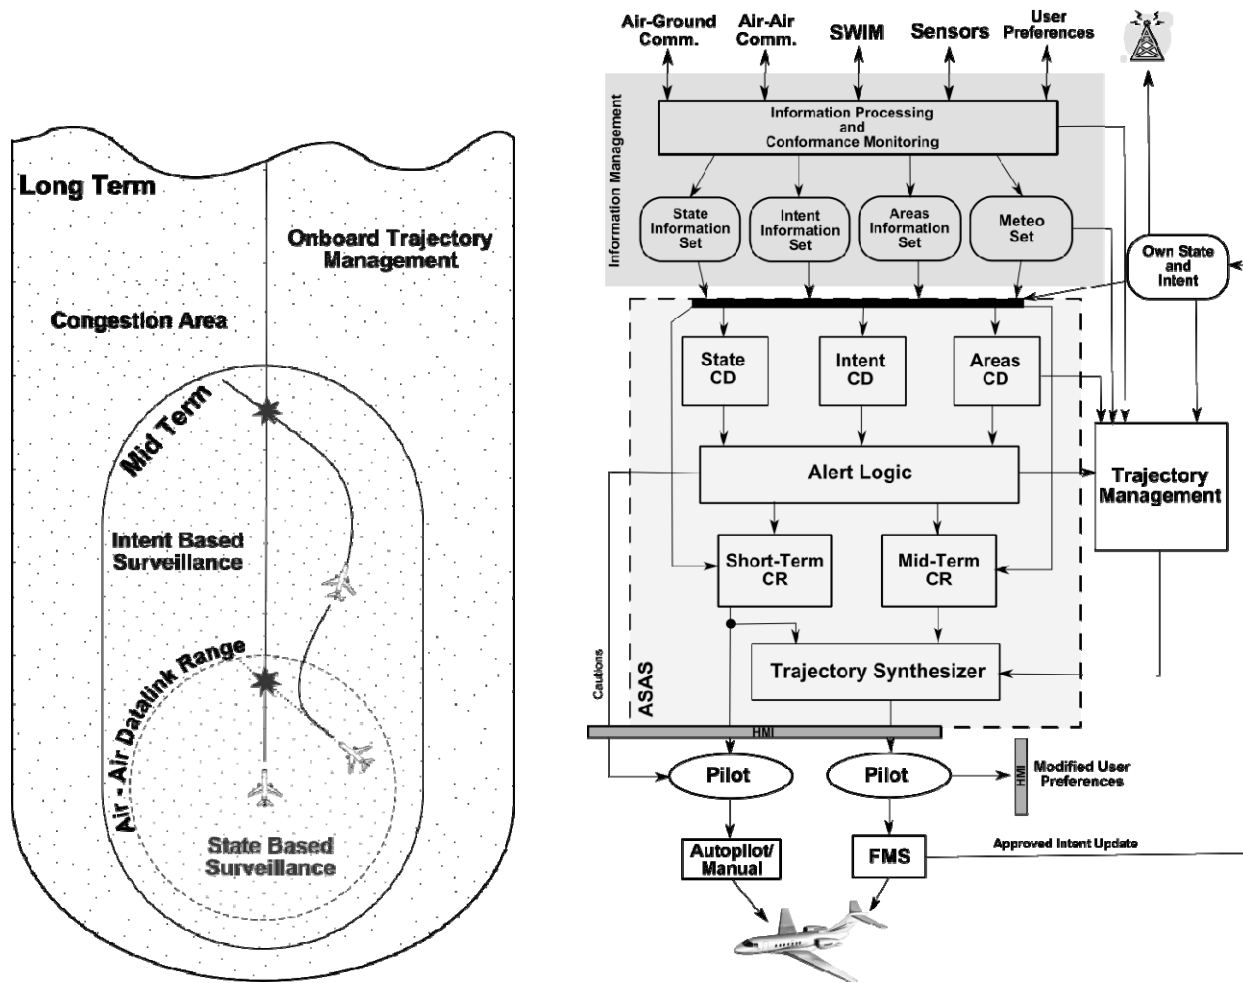 Long Term
Onboard Trajectory
Management
Congestion Area
Mid Term
Intent Based
Surveillance
Air - Air Datalink Range
State Based
Surveillance
Air-Ground
Comm.
Air-Air
Comm.
SWIM
Sensors
User
Preferences
Information Management
Information Processing
and
Conformance Monitoring
State
Information
Set
Intent
Information
Set
Areas
Information
Set
Meteo
Set
Own State
and
Intent
State
CD
Intent
CD
Areas
CD
Alert Logic
Trajectory
Management
Short-Term
CR
Mid-Term
CR
Trajectory Synthesizer
Cautions
ASAS
HMI
Pilot
Pilot
HMI
Modified User
Preferences
Autopilot/
Manual
FMS
Approved Intent Update